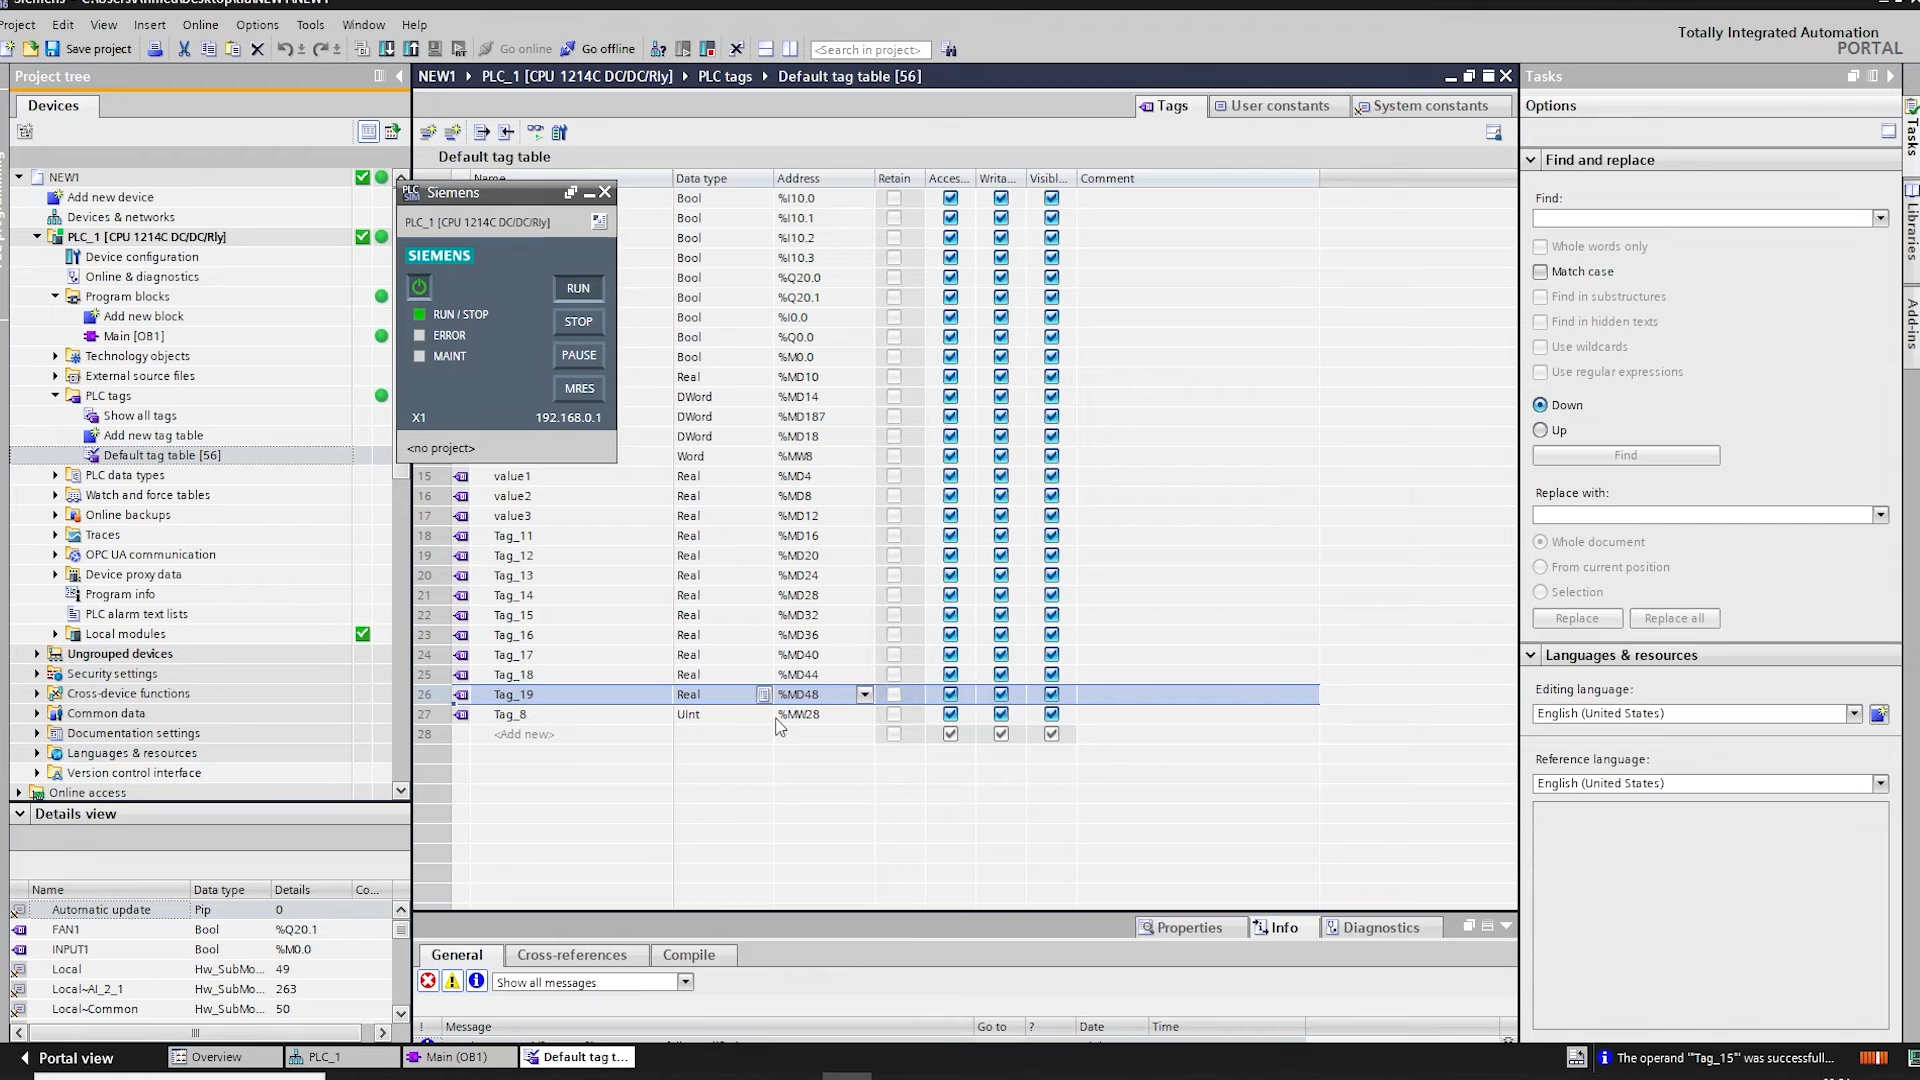 Project Edit View Insert Online Options Tools Window Help
Totally Integrated Automation
PORTAL
Save project
Go online
Go offline
<Search in project>
Project tree
NEW1 PLC_1 [CPU 1214C DC/DC/Rly] PLC tags Default tag table [56]
Tasks
Devices
Tags
User constants
System constants
Options
Default tag table
Find and replace
Name Data type Address Retain Acces... Writa... Visibl... Comment
NEW1
Add new device
Devices & networks
PLC_1 [CPU 1214C DC/DC/Rly]
Device configuration
Online & diagnostics
Program blocks
Add new block
Main [OB1]
Technology objects
External source files
PLC tags
Show all tags
Add new tag table
Default tag table [56]
PLC data types
Watch and force tables
Online backups
Traces
OPC UA communication
Device proxy data
Program info
PLC alarm text lists
Local modules
Ungrouped devices
Security settings
Cross-device functions
Common data
Documentation settings
Languages & resources
Version control interface
Online access
PLC SIM Siemens
PLC_1 [CPU 1214C DC/DC/Rly]
SIEMENS
RUN
RUN / STOP
STOP
ERROR
MAINT
PAUSE
MRES
X1 192.168.0.1
<no project>
Bool %I10.0
Bool %I10.1
Bool %I10.2
Bool %I10.3
Bool %Q20.0
Bool %Q20.1
Bool %I0.0
Bool %Q0.0
Bool %M0.0
Real %MD10
DWord %MD14
DWord %MD187
DWord %MD18
Word %MW8
15 value1 Real %MD4
16 value2 Real %MD8
17 value3 Real %MD12
18 Tag_11 Real %MD16
19 Tag_12 Real %MD20
20 Tag_13 Real %MD24
21 Tag_14 Real %MD28
22 Tag_15 Real %MD32
23 Tag_16 Real %MD36
24 Tag_17 Real %MD40
25 Tag_18 Real %MD44
26 Tag_19 Real %MD48
27 Tag_8 UInt %MW28
28 <Add new>
Find:
Whole words only
Match case
Find in substructures
Find in hidden texts
Use wildcards
Use regular expressions
Down
Up
Find
Replace with:
Whole document
From current position
Selection
Replace
Replace all
Languages & resources
Editing language:
English (United States)
Reference language:
English (United States)
Tasks
Libraries
Add-ins
Details view
Name Data type Details Co...
Automatic update Pip 0
FAN1 Bool %Q20.1
INPUT1 Bool %M0.0
Local Hw_SubMo... 49
Local~AI_2_1 Hw_SubMo... 263
Local~Common Hw_SubMo... 50
Properties
Info
Diagnostics
General
Cross-references
Compile
Show all messages
! Message Go to ? Date Time
Portal view
Overview
PLC_1
Main (OB1)
Default tag t...
The operand '"Tag_15"' was successfull...